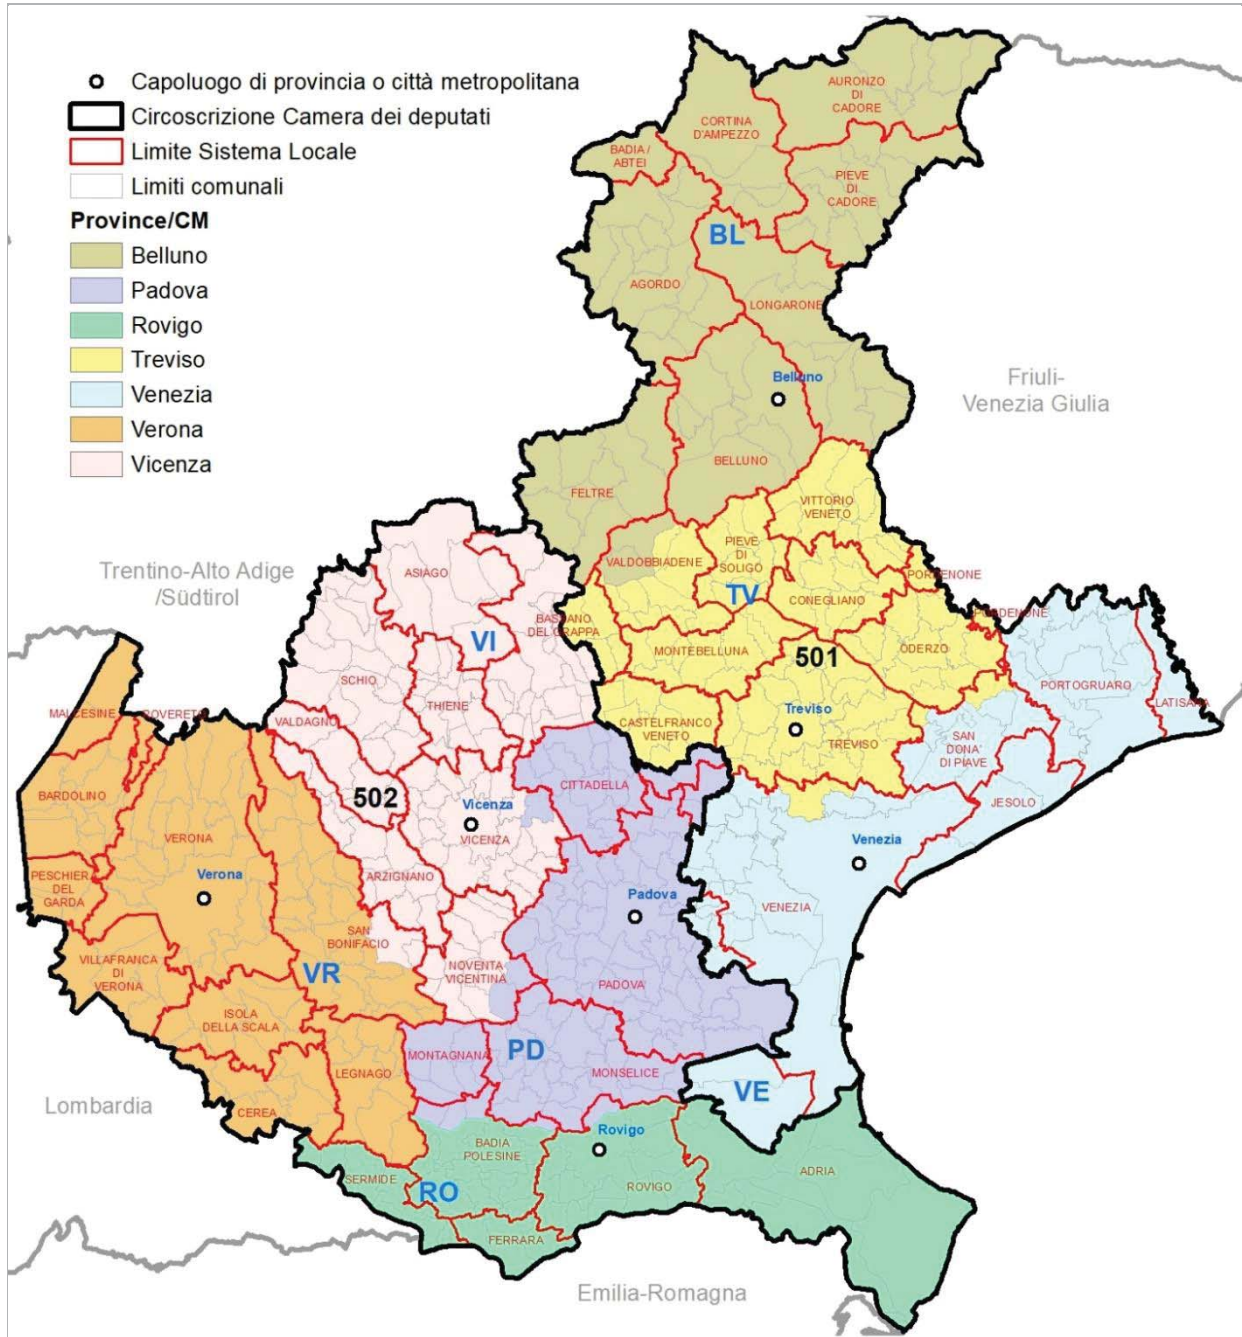 Capoluogo di provincia o città metropolitana
Circoscrizione Camera dei deputati
Limite Sistema Locale
Limiti comunali
Province/CM
Belluno
Padova
Rovigo
Treviso
Venezia
Verona
Vicenza
AURONZO
DI
CADORE
CORTINA
D'AMPEZZO
BADIA /
ABTEI
PIEVE
DI
CADORE
BL
AGORDO
LONGARONE
Belluno
BELLUNO
FELTRE
Friuli-
Venezia Giulia
Trentino-Alto Adige
/Südtirol
VITTORIO
VENETO
PIEVE
DI
SOLIGO
VALDOBBIADENE
TV
CONEGLIANO
PORDENONE
PORDENONE
PORDENONE
ODERZO
MONTEBELLUNA
501
CASTELFRANCO
VENETO
Treviso
TREVISO
ASIAGO
BASSANO
DEL GRAPPA
VI
SCHIO
THIENE
VALDAGNO
502
Vicenza
VICENZA
ARZIGNANO
NOVENTA
VICENTINA
CITTADELLA
PORTOGRUARO
LATISANA
SAN
DONA'
DI PIAVE
JESOLO
Venezia
VENEZIA
MALCESINE
ROVERETO
BARDOLINO
VERONA
Verona
PESCHIERA
DEL
GARDA
SAN
BONIFACIO
VILLAFRANCA
DI
VERONA
VR
ISOLA
DELLA SCALA
LEGNAGO
CEREA
Padova
PADOVA
MONTAGNANA
PD
MONSELICE
VE
Lombardia
Rovigo
BADIA
POLESINE
SERMIDE
RO
ROVIGO
ADRIA
FERRARA
Emilia-Romagna